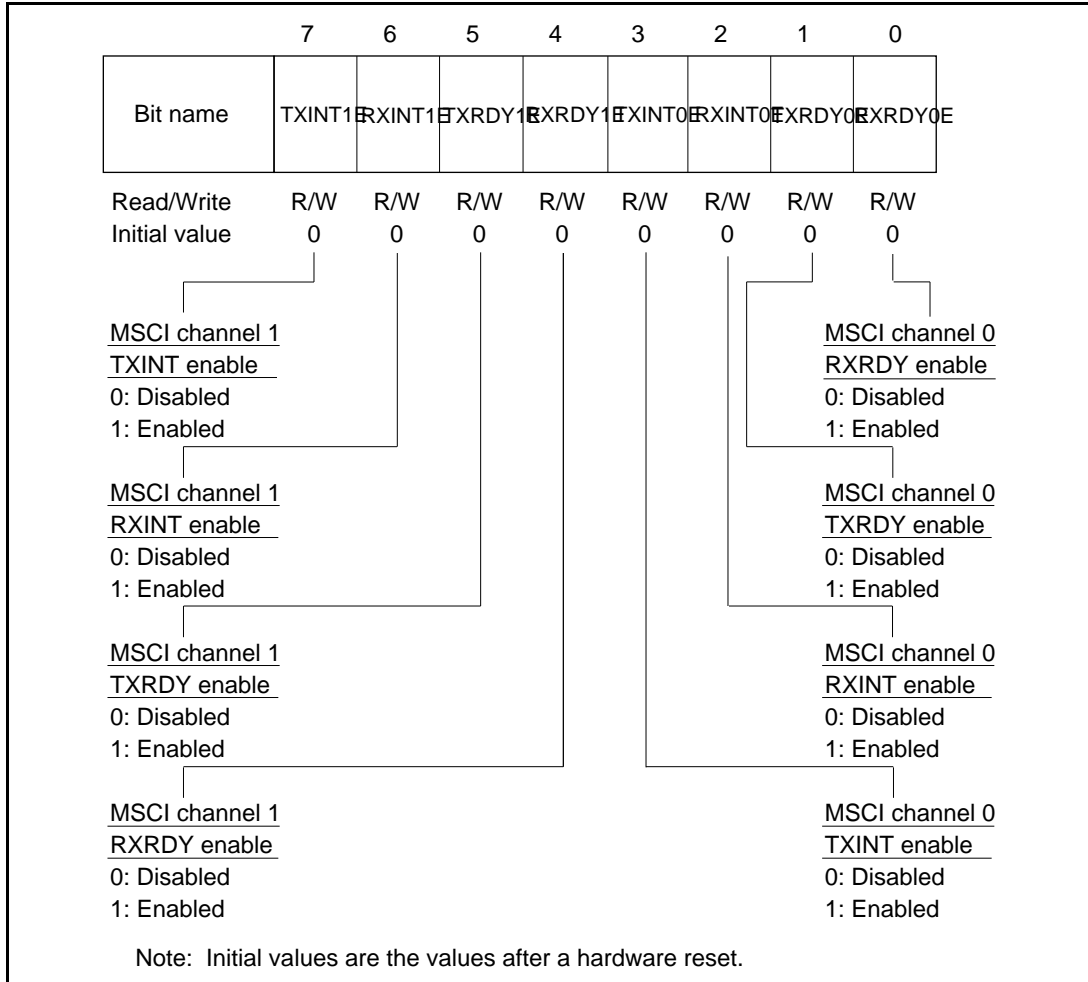 7 6 5 4 3 2 1 0
Bit name TXINT1E RXINT1E TXRDY1E RXRDY1E TXINT0E RXINT0E TXRDY0E RXRDY0E
Read/Write R/W R/W R/W R/W R/W R/W R/W R/W
Initial value 0 0 0 0 0 0 0 0
MSCI channel 1
TXINT enable
0: Disabled
1: Enabled
MSCI channel 1
RXINT enable
0: Disabled
1: Enabled
MSCI channel 1
TXRDY enable
0: Disabled
1: Enabled
MSCI channel 1
RXRDY enable
0: Disabled
1: Enabled
MSCI channel 0
RXRDY enable
0: Disabled
1: Enabled
MSCI channel 0
TXRDY enable
0: Disabled
1: Enabled
MSCI channel 0
RXINT enable
0: Disabled
1: Enabled
MSCI channel 0
TXINT enable
0: Disabled
1: Enabled
Note: Initial values are the values after a hardware reset.